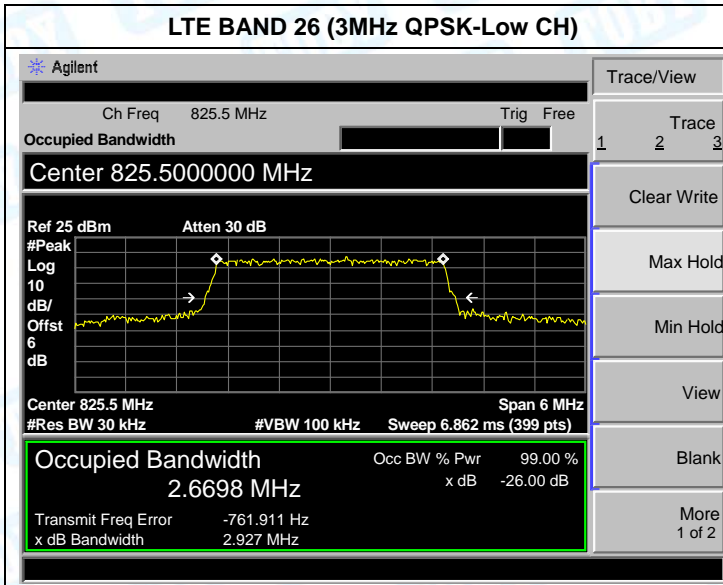 LTE BAND 26 (3MHz QPSK-Low CH)
Agilent
Trace/View
Ch Freq 825.5 MHz Trig Free
Occupied Bandwidth
Trace
1 2 3
Center 825.5000000 MHz
Clear Write
Ref 25 dBm Atten 30 dB
#Peak
Log
10
dB/
Offst
6
dB
Max Hold
Min Hold
View
Center 825.5 MHz Span 6 MHz
#Res BW 30 kHz #VBW 100 kHz Sweep 6.862 ms (399 pts)
Occupied Bandwidth Occ BW % Pwr 99.00 %
2.6698 MHz x dB -26.00 dB
Blank
Transmit Freq Error -761.911 Hz
x dB Bandwidth 2.927 MHz
More
1 of 2